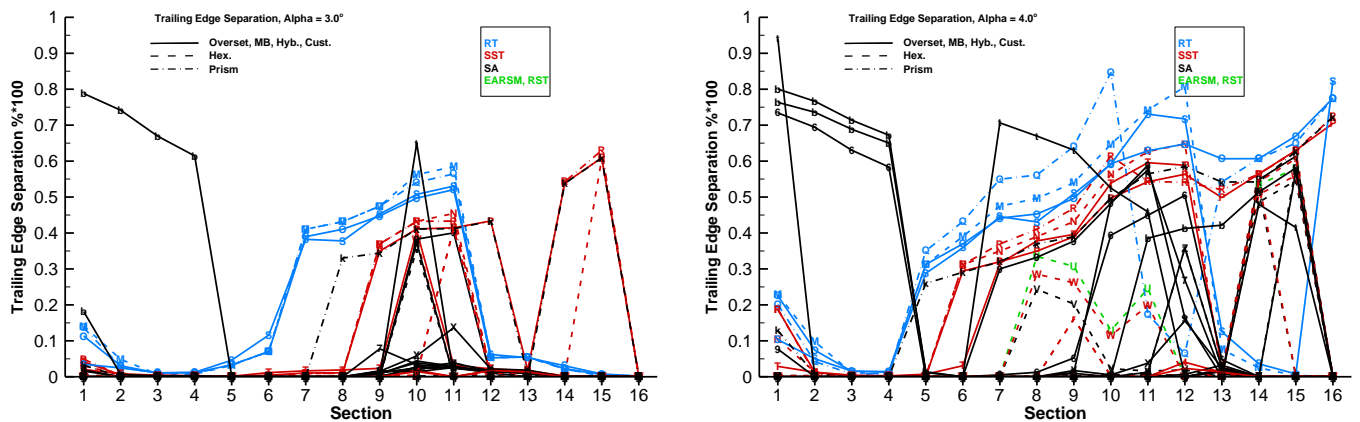 Trailing Edge Separation, Alpha = 3.0°
Overset, MB, Hyb., Cust.
Hex.
Prism
RT
SST
SA
EARSM, RST
Trailing Edge Separation %*100
1
0.9
0.8
0.7
0.6
0.5
0.4
0.3
0.2
0.1
0
1 2 3 4 5 6 7 8 9 10 11 12 13 14 15 16
Section
Trailing Edge Separation, Alpha = 4.0°
Overset, MB, Hyb., Cust.
Hex.
Prism
RT
SST
SA
EARSM, RST
Trailing Edge Separation %*100
1
0.9
0.8
0.7
0.6
0.5
0.4
0.3
0.2
0.1
0
1 2 3 4 5 6 7 8 9 10 11 12 13 14 15 16
Section